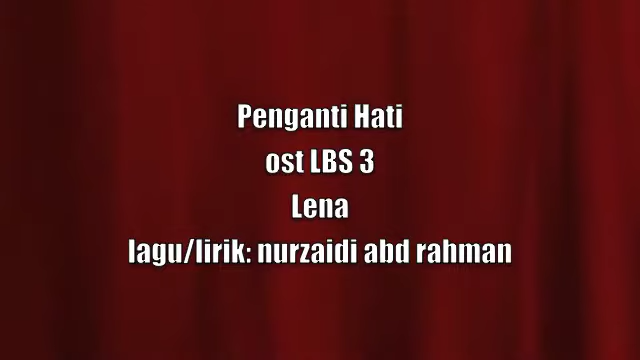 Penganti Hati
ost LBS 3
Lena
lagu/lirik: nurzaidi abd rahman